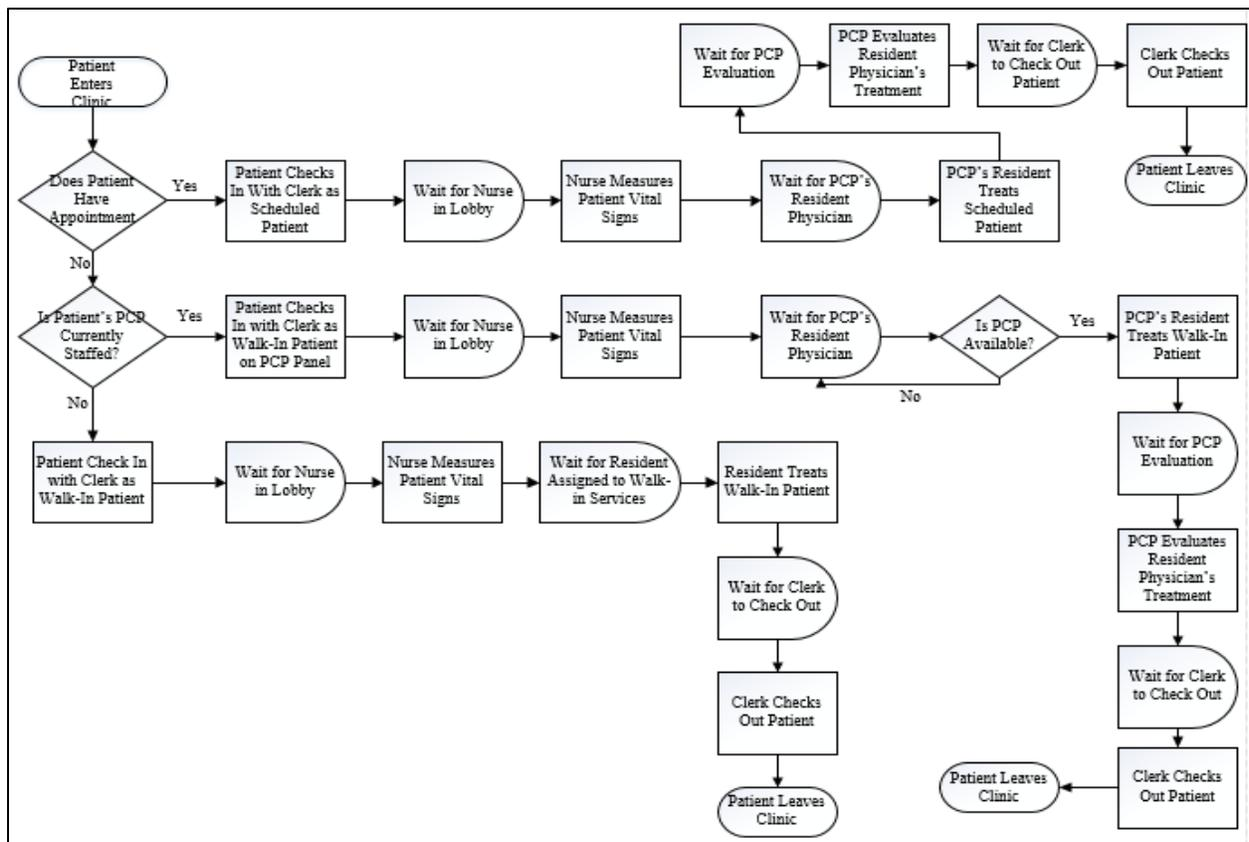 Patient
Enters
Clinic
Does Patient
Have
Appointment
Yes
Patient Checks
In With Clerk as
Scheduled
Patient
Wait for Nurse
in Lobby
Nurse Measures
Patient Vital
Signs
Wait for PCP's
Resident
Physician
PCP's Resident
Treats
Scheduled
Patient
Wait for PCP
Evaluation
PCP Evaluates
Resident
Physician's
Treatment
Wait for Clerk
to Check Out
Patient
Clerk Checks
Out Patient
Patient Leaves
Clinic
No
Is Patient's PCP
Currently
Staffed?
Yes
Patient Checks
In with Clerk as
Walk-In Patient
on PCP Panel
Wait for Nurse
in Lobby
Nurse Measures
Patient Vital
Signs
Wait for PCP's
Resident
Physician
Is PCP
Available?
No
Yes
PCP's Resident
Treats Walk-In
Patient
Wait for PCP
Evaluation
PCP Evaluates
Resident
Physician's
Treatment
Wait for Clerk
to Check Out
Clerk Checks
Out Patient
Patient Leaves
Clinic
No
Patient Check In
with Clerk as
Walk-In Patient
Wait for Nurse
in Lobby
Nurse Measures
Patient Vital
Signs
Wait for Resident
Assigned to Walk-
in Services
Resident Treats
Walk-In Patient
Wait for Clerk
to Check Out
Clerk Checks
Out Patient
Patient Leaves
Clinic